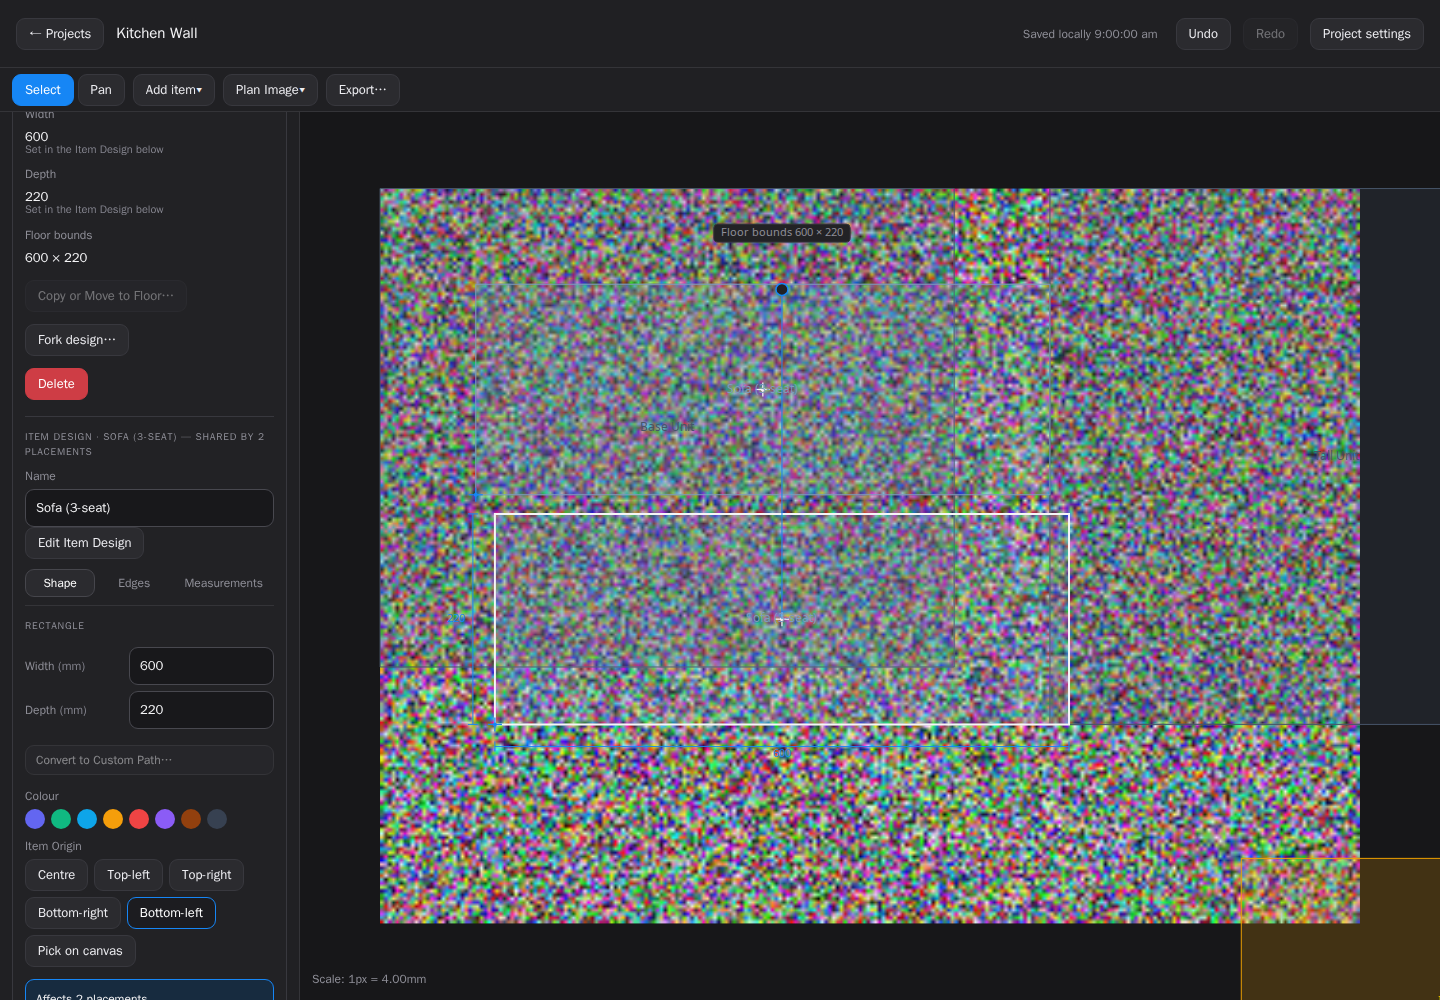 ← Projects
Kitchen Wall
Saved locally 9:00:00 am
Undo
Redo
Project settings
Select
Pan
Add item▾
Plan Image▾
Export⋯
Width
600
Set in the Item Design below
Depth
220
Set in the Item Design below
Floor bounds
600 × 220
Copy or Move to Floor⋯
Fork design⋯
Delete
ITEM DESIGN · SOFA (3-SEAT) — SHARED BY 2
PLACEMENTS
Name
Sofa (3-seat)
Edit Item Design
Shape
Edges
Measurements
RECTANGLE
Width (mm)
600
Depth (mm)
220
Convert to Custom Path⋯
Colour
Item Origin
Centre
Top-left
Top-right
Bottom-right
Bottom-left
Pick on canvas
Affects 2 placements
Floor bounds 600 × 220
Base Unit
Scale: 1px = 4.00mm